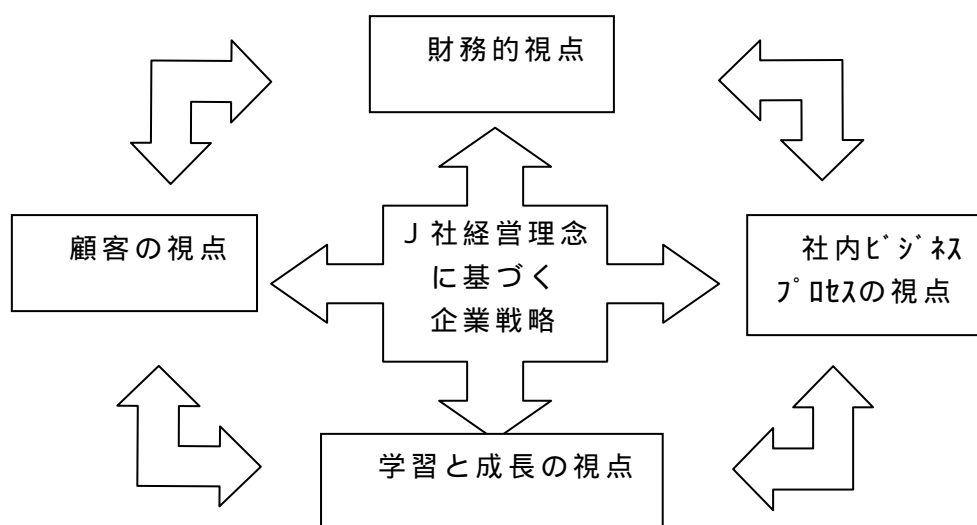 財務的視点
顧客の視点
J社経営理念
に基づく
企業戦略
社内ﾋﾞｼﾞﾈｽ
ﾌﾟﾛｾｽの視点
学習と成長の視点